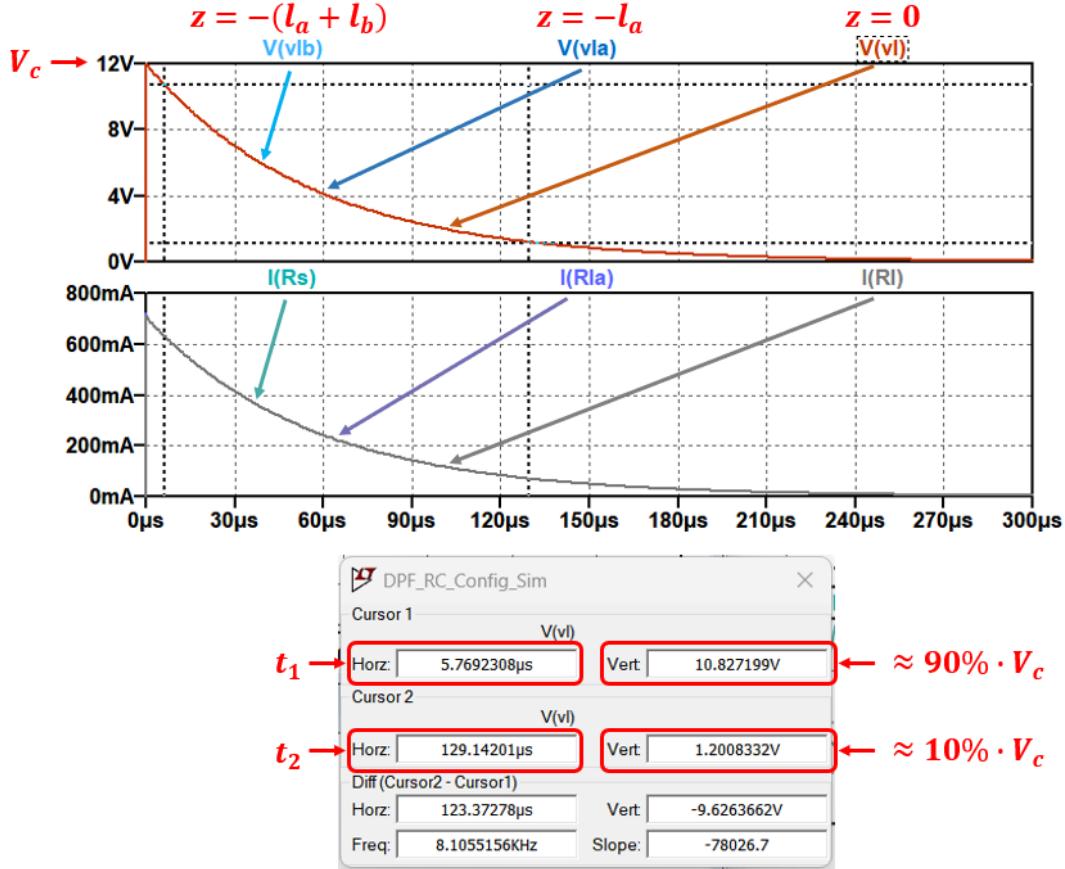 z = −(l_a + l_b) z = −l_a z = 0
V(vlb) V(vla) V(vl)
V_c
12V
8V
4V
0V
I(Rs) I(Rla) I(Rl)
800mA
600mA
400mA
200mA
0mA
0µs 30µs 60µs 90µs 120µs 150µs 180µs 210µs 240µs 270µs 300µs
LT DPF_RC_Config_Sim
Cursor 1
V(vl)
t_1 Horz: 5.7692308µs Vert: 10.827199V ≈ 90% · V_c
Cursor 2
V(vl)
t_2 Horz: 129.14201µs Vert: 1.2008332V ≈ 10% · V_c
Diff (Cursor2 - Cursor1)
Horz: 123.37278µs Vert: -9.6263662V
Freq: 8.1055156KHz Slope: -78026.7